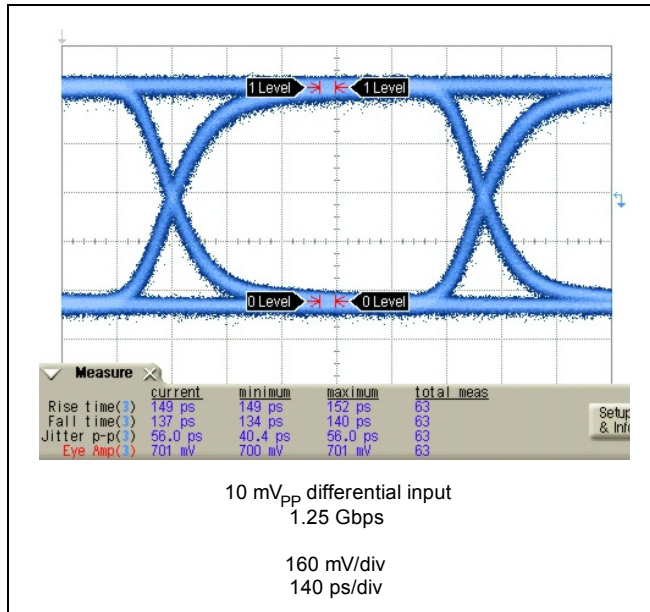 1 Level 1 Level
0 Level 0 Level
Measure
current minimum maximum total meas
Rise time(3) 149 ps 149 ps 152 ps 63
Fall time(3) 137 ps 134 ps 140 ps 63
Jitter p-p(3) 56.0 ps 40.4 ps 56.0 ps 63
Eye Amp(3) 701 mV 700 mV 701 mV 63
Setup
& Info
10 mVPP differential input
1.25 Gbps
160 mV/div
140 ps/div